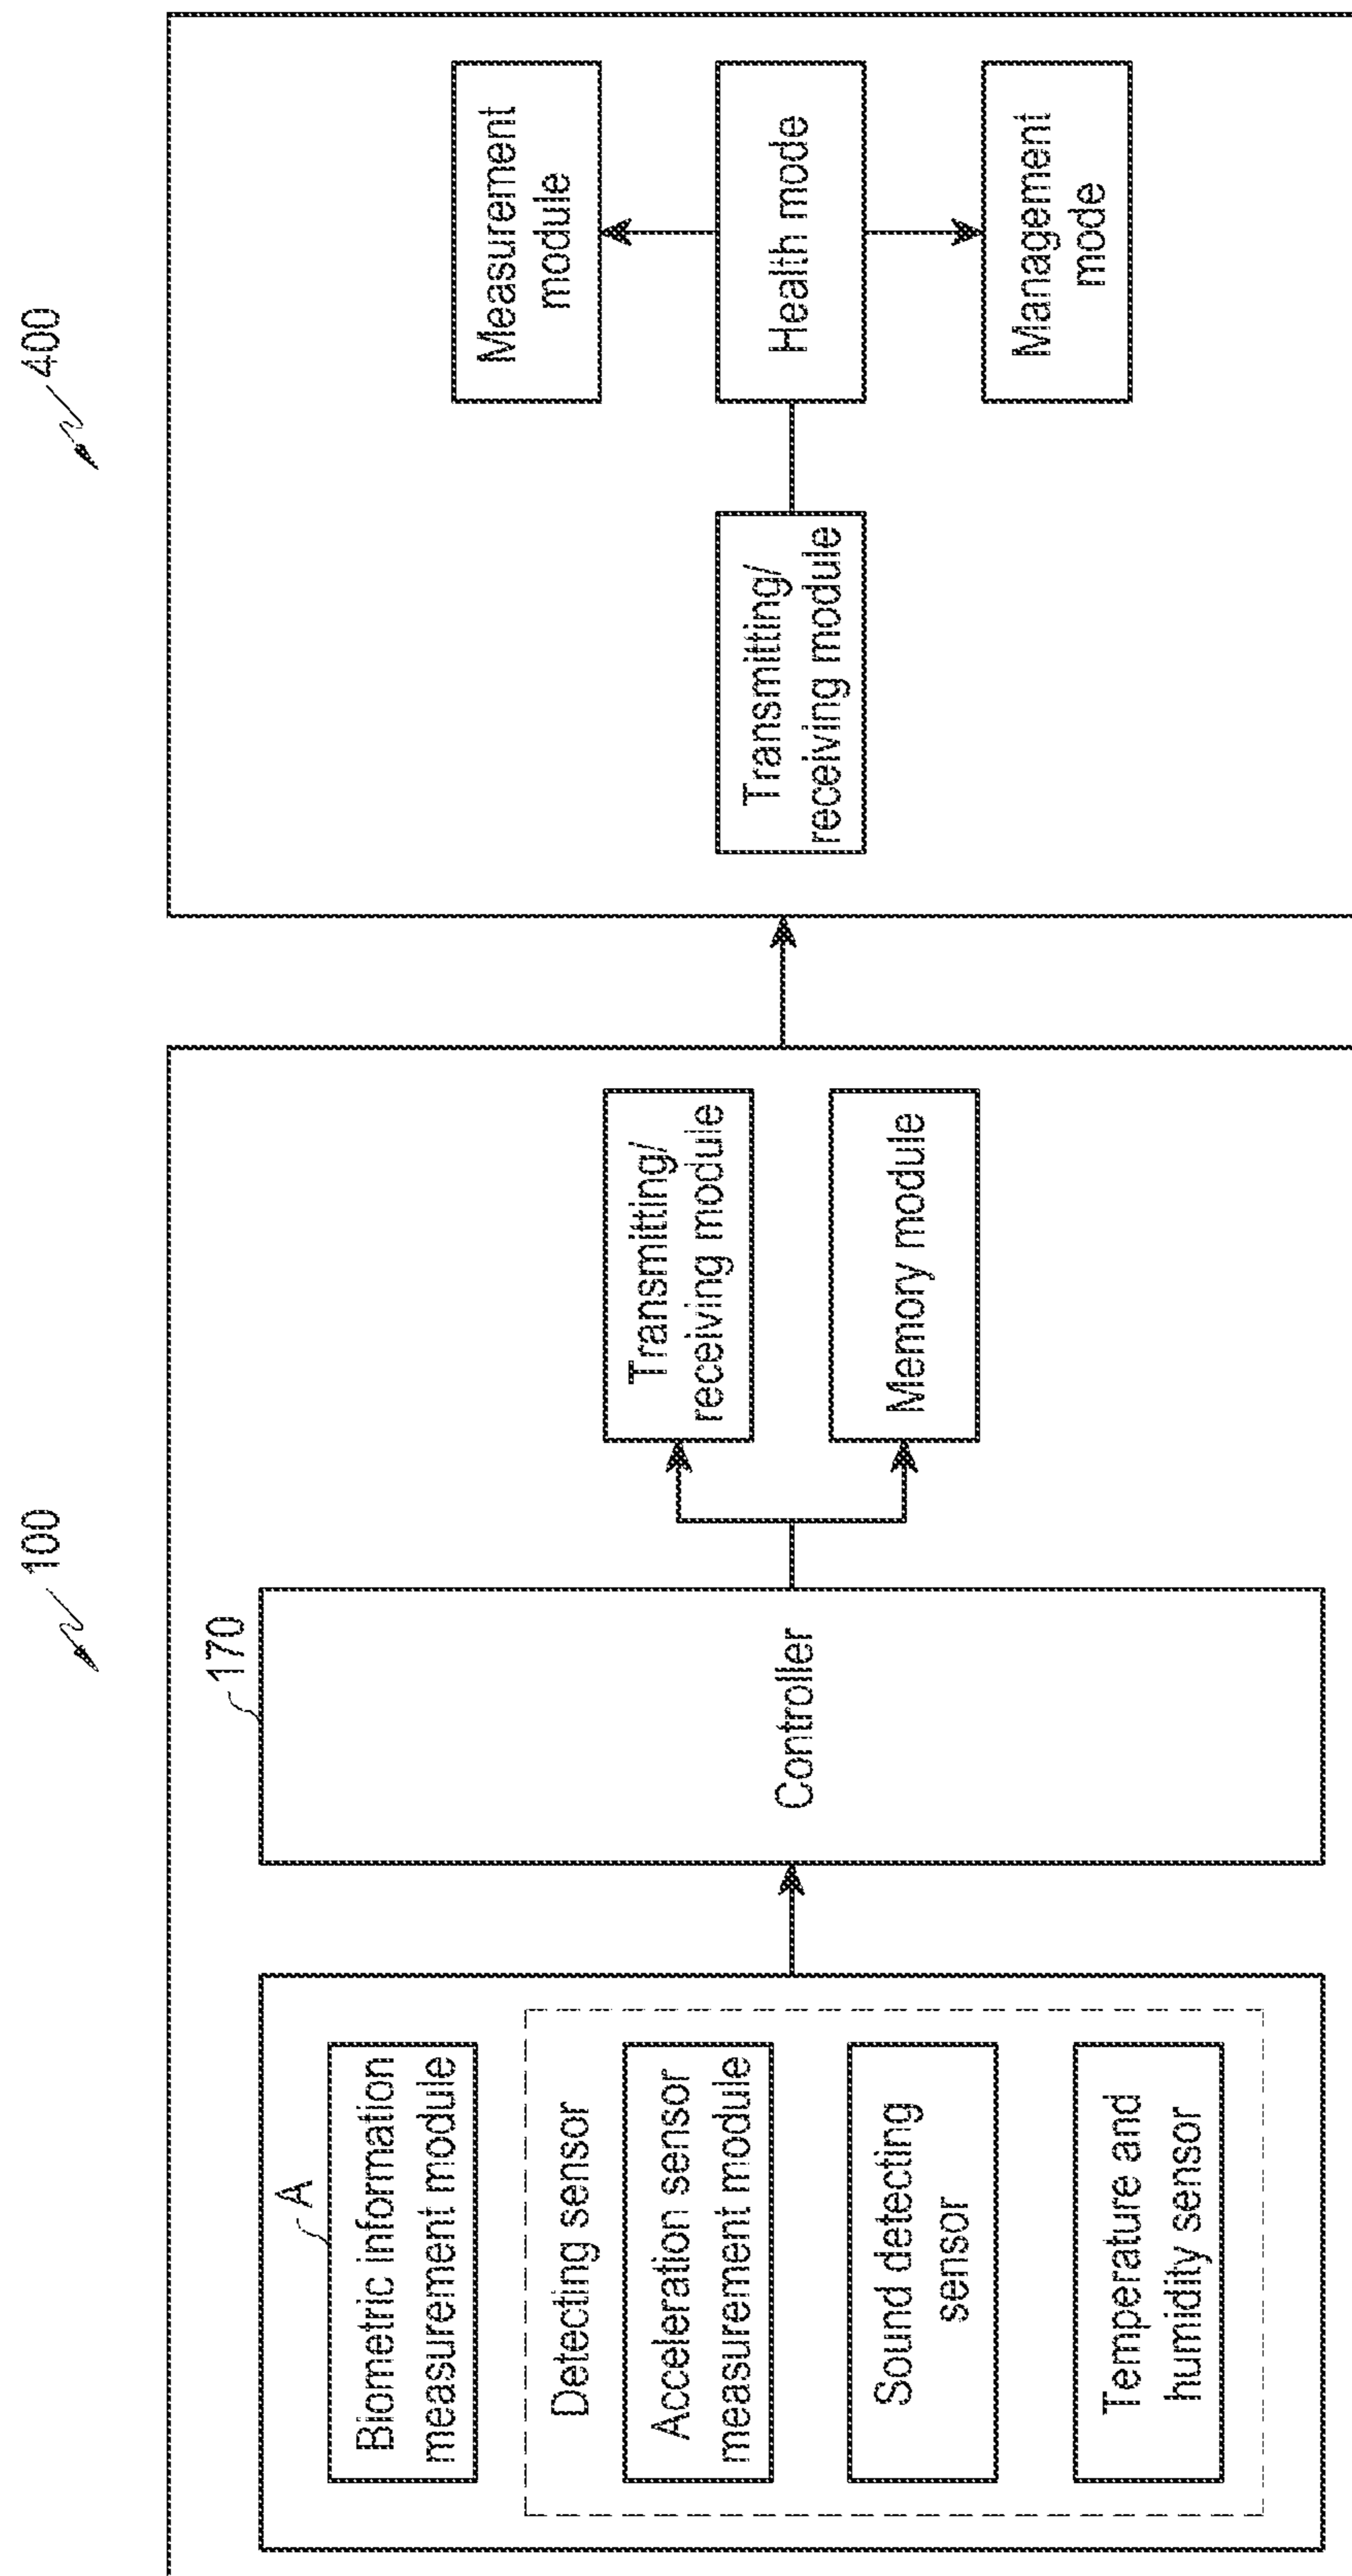 100
400
A
Biometric information
measurement module
Detecting sensor
Acceleration sensor
measurement module
Sound detecting
sensor
Temperature and
humidity sensor
170
Controller
Transmitting/
receiving module
Memory module
Transmitting/
receiving module
Measurement
module
Health mode
Management
mode